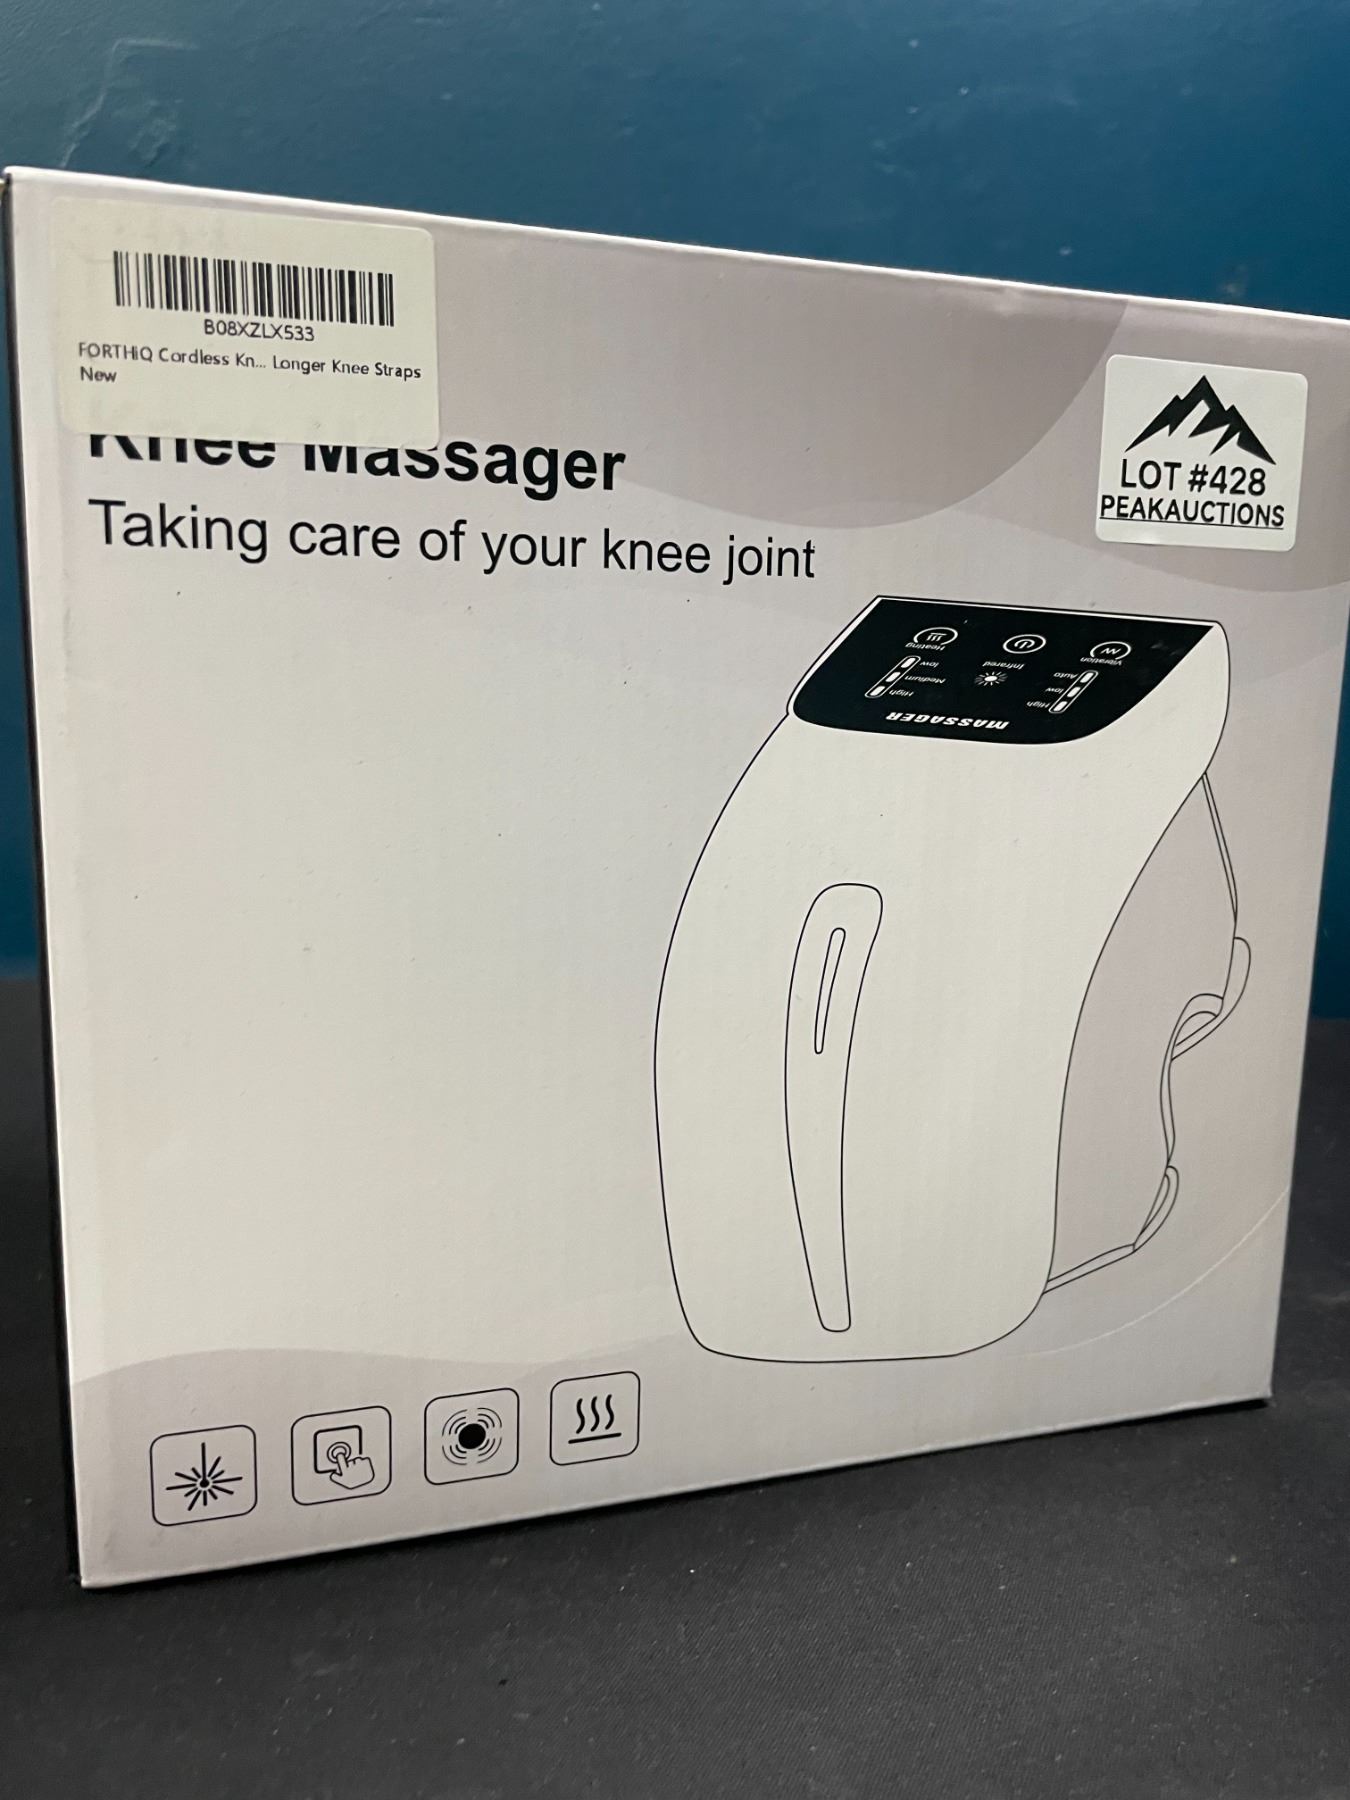 B08XZLX533
FORTHiQ Cordless Kn... Longer Knee Straps
New
Knee Massager
Taking care of your knee joint
LOT #428
PEAKAUCTIONS
Heating
Infrared
Vibration
low
Medium
High
Auto
low
High
MASSAGER